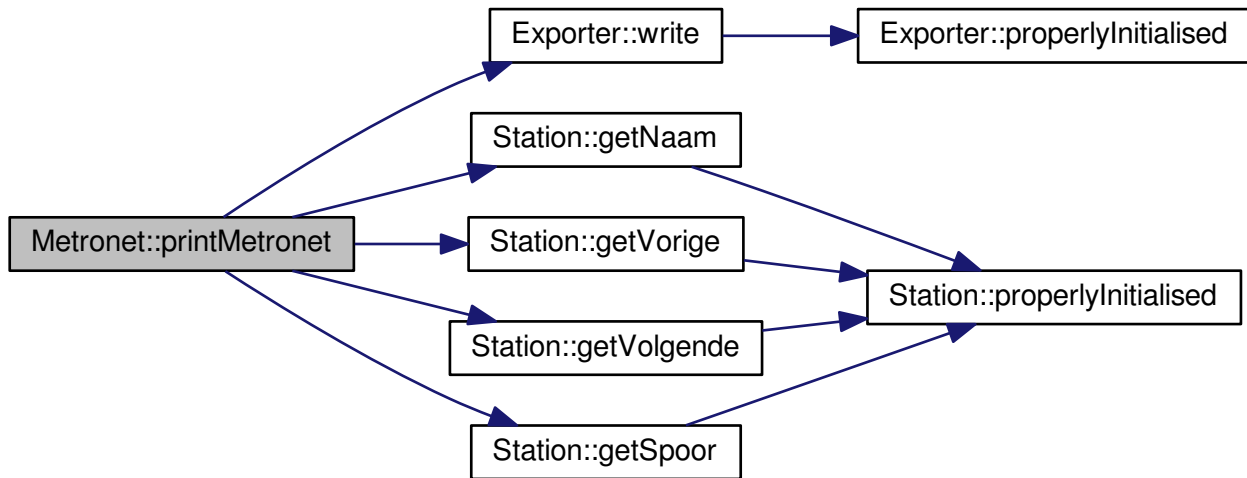 Exporter::write
Exporter::properlyInitialised
Station::getNaam
Metronet::printMetronet
Station::getVorige
Station::properlyInitialised
Station::getVolgende
Station::getSpoor